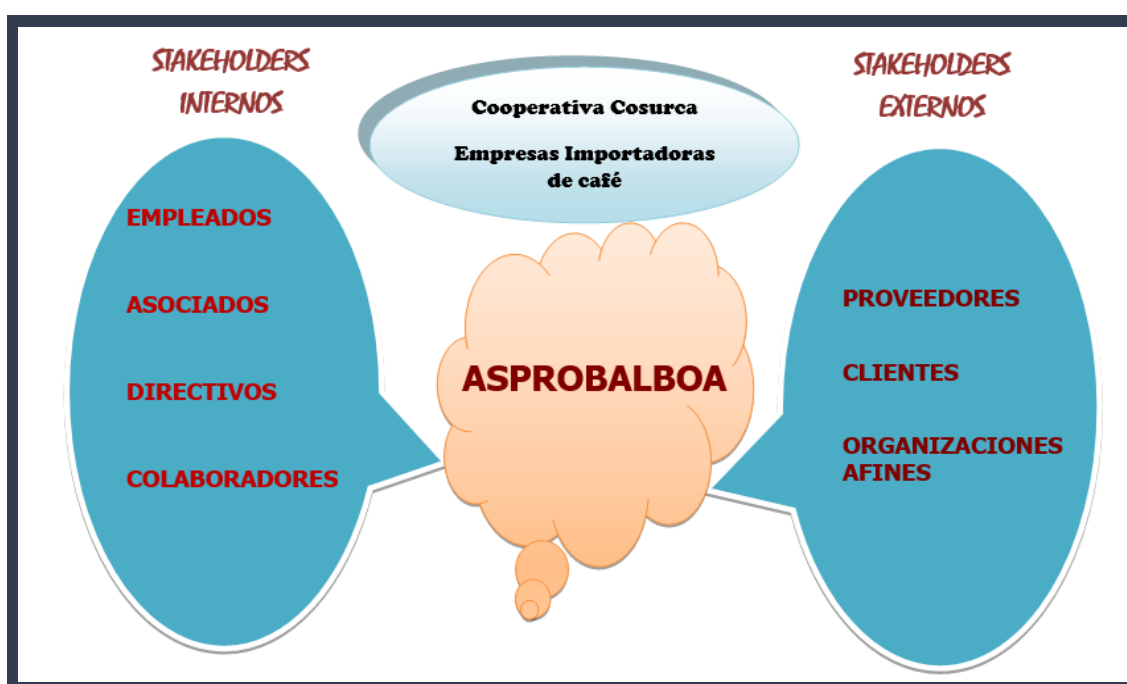 STAKEHOLDERS
INTERNOS
EMPLEADOS
ASOCIADOS
DIRECTIVOS
COLABORADORES
Cooperativa Cosurca
Empresas Importadoras
de café
ASPROBALBOA
STAKEHOLDERS
EXTERNOS
PROVEEDORES
CLIENTES
ORGANIZACIONES
AFINES